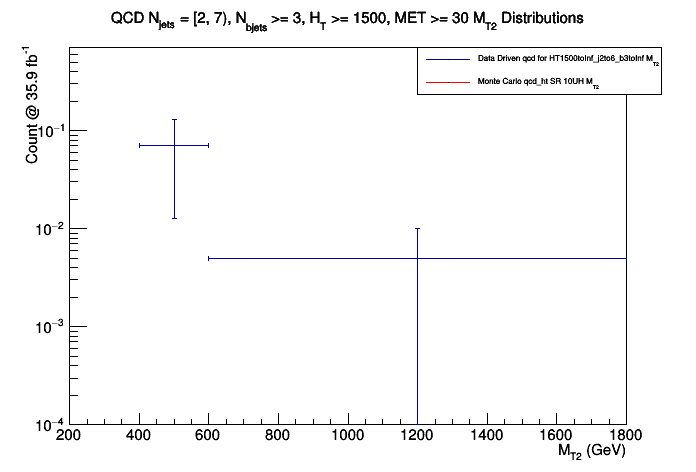 QCD N_jets = [2, 7), N_bjets >= 3, H_T >= 1500, MET >= 30 M_T2 Distributions
Data Driven qcd for HT1500toInf_j2to6_b3toInf M_T2
Monte Carlo qcd_ht SR 10UH M_T2
Count @ 35.9 fb^-1
10^-1
10^-2
10^-3
10^-4
200 400 600 800 1000 1200 1400 1600 1800
M_T2 (GeV)